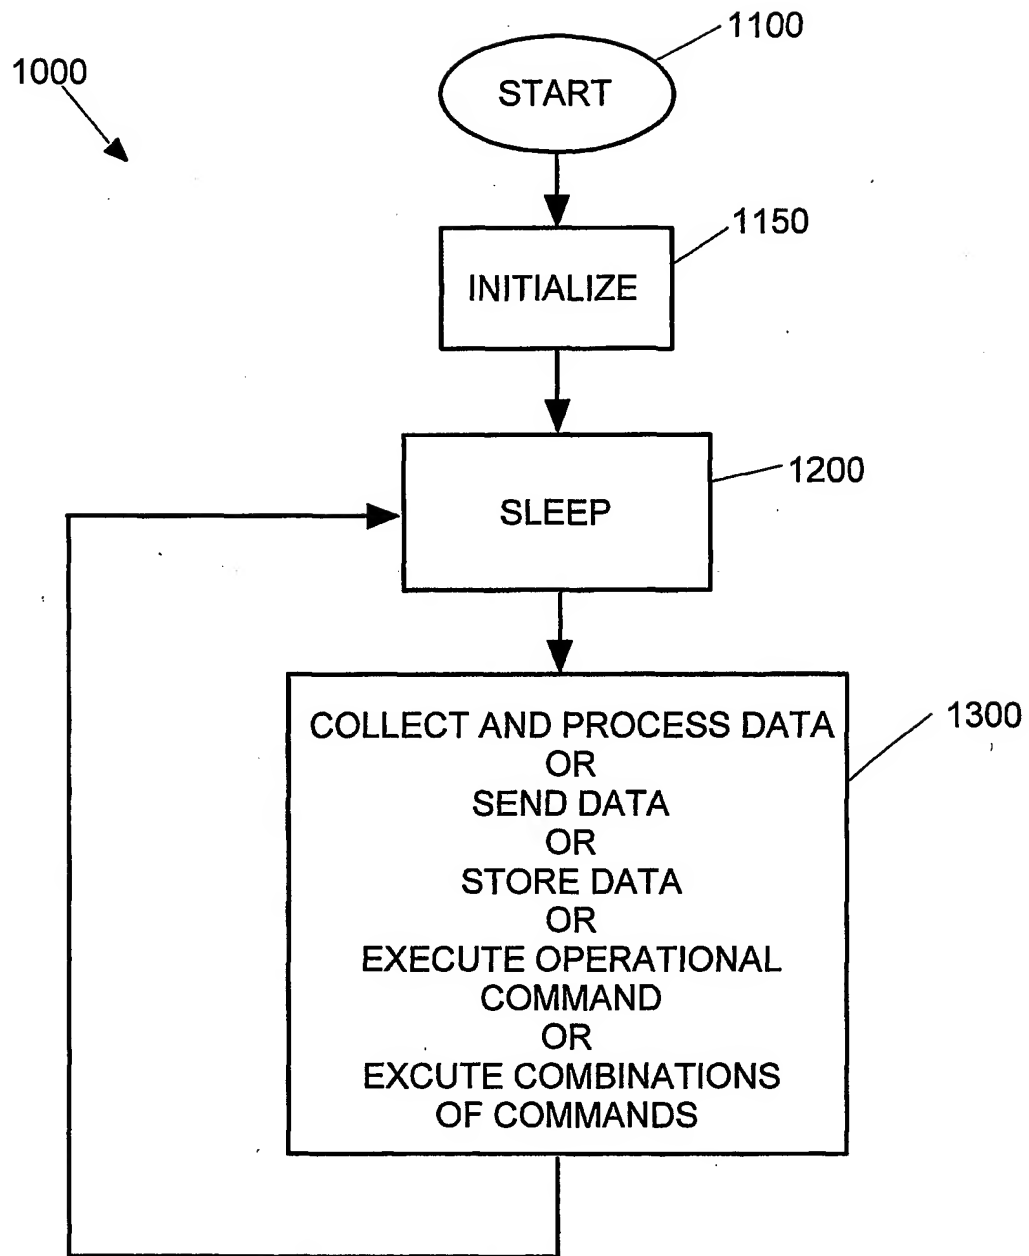 1100
1000
START
1150
INITIALIZE
1200
SLEEP
1300
COLLECT AND PROCESS DATA
OR
SEND DATA
OR
STORE DATA
OR
EXECUTE OPERATIONAL
COMMAND
OR
EXCUTE COMBINATIONS
OF COMMANDS